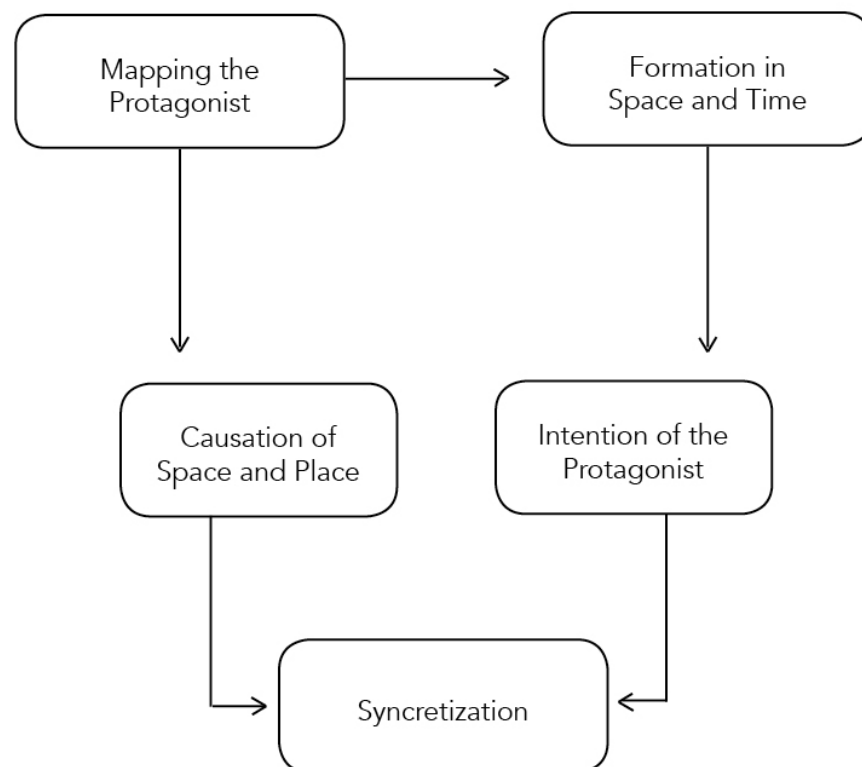 Mapping the
Protagonist
Formation in
Space and Time
Causation of
Space and Place
Intention of the
Protagonist
Syncretization